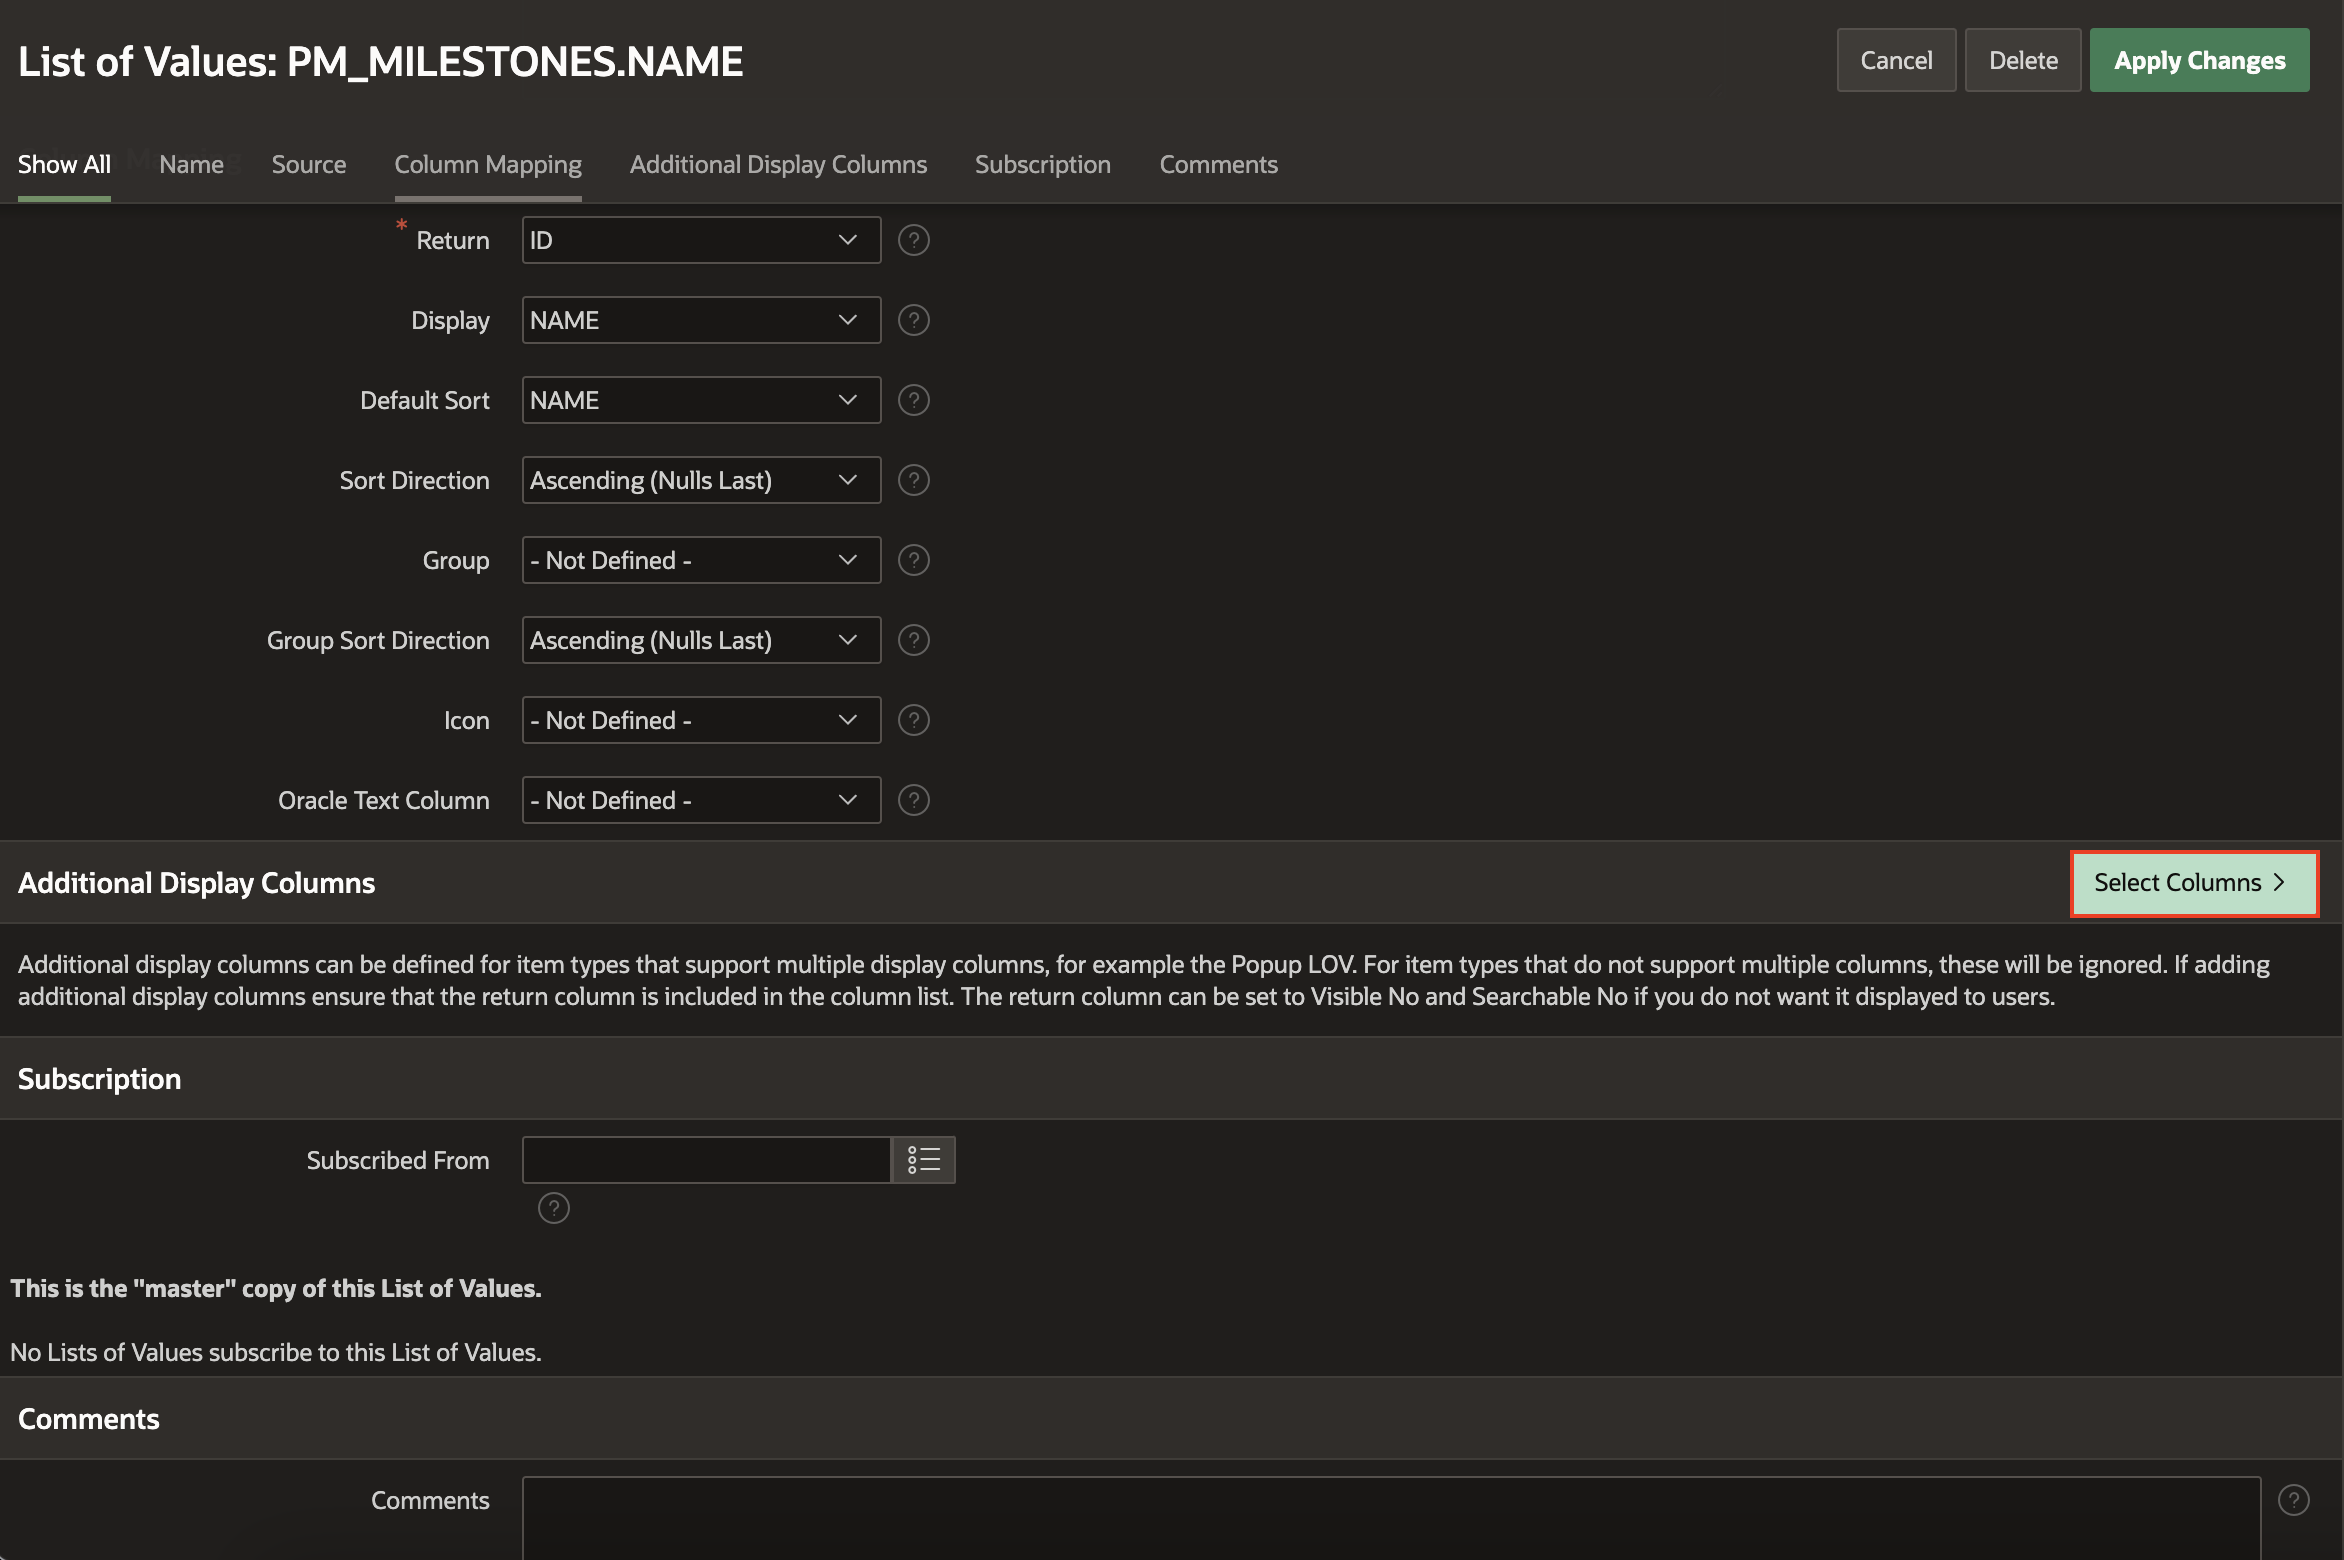 List of Values: PM_MILESTONES.NAME
Cancel
Delete
Apply Changes
Show All
Name
Source
Column Mapping
Additional Display Columns
Subscription
Comments
* Return
ID
Display
NAME
Default Sort
NAME
Sort Direction
Ascending (Nulls Last)
Group
- Not Defined -
Group Sort Direction
Ascending (Nulls Last)
Icon
- Not Defined -
Oracle Text Column
- Not Defined -
Additional Display Columns
Select Columns
Additional display columns can be defined for item types that support multiple display columns, for example the Popup LOV. For item types that do not support multiple columns, these will be ignored. If adding
additional display columns ensure that the return column is included in the column list. The return column can be set to Visible No and Searchable No if you do not want it displayed to users.
Subscription
Subscribed From
This is the "master" copy of this List of Values.
No Lists of Values subscribe to this List of Values.
Comments
Comments